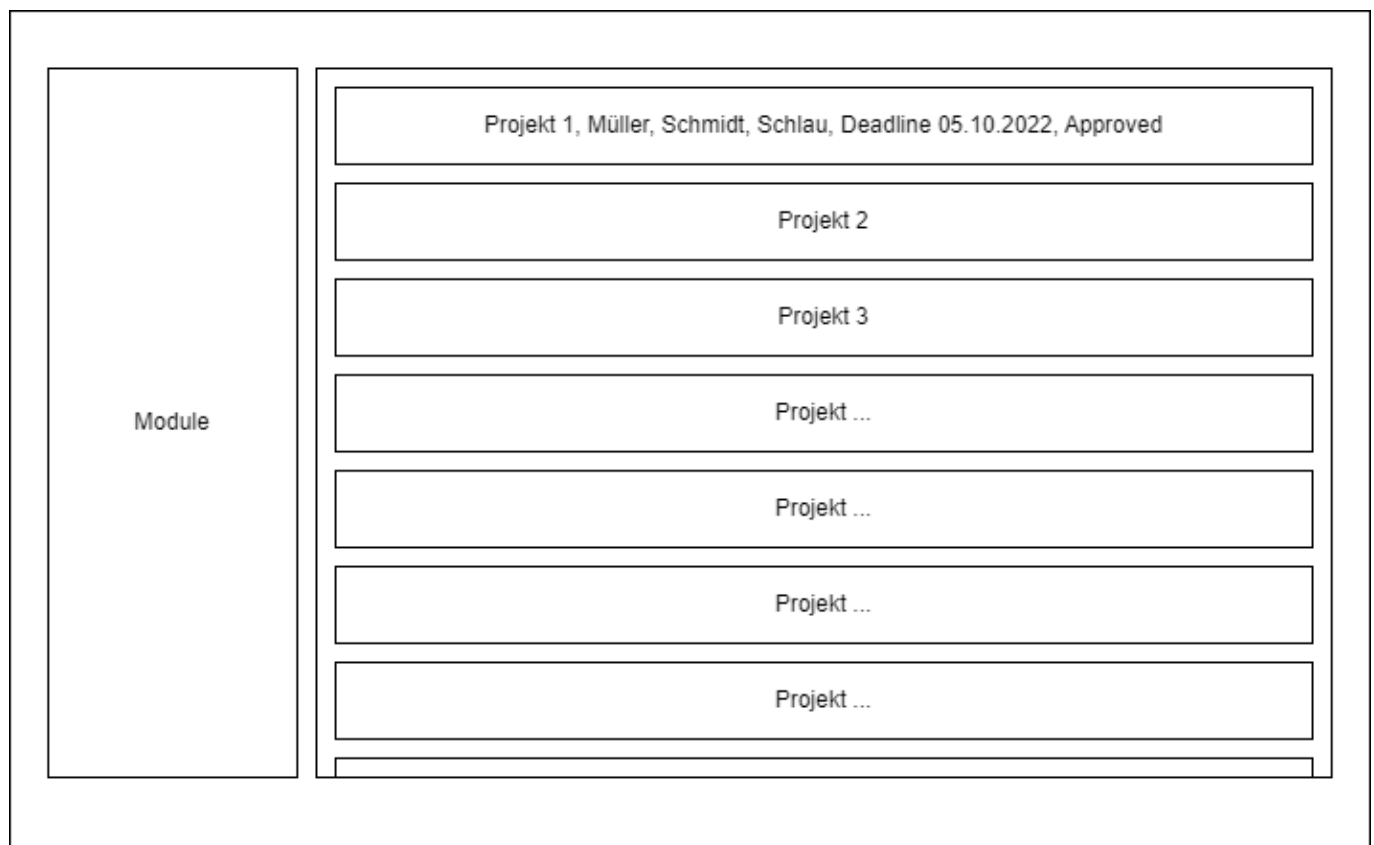 Projekt 1, Müller, Schmidt, Schlau, Deadline 05.10.2022, Approved
Projekt 2
Projekt 3
Projekt ...
Module
Projekt ...
Projekt ...
Projekt ...